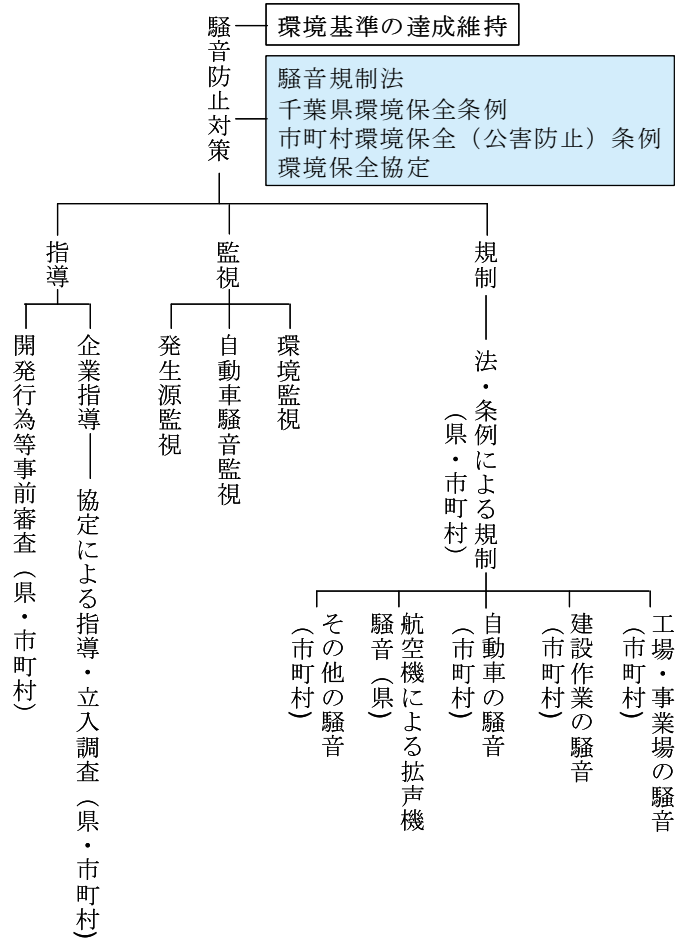 騒音防止対策
環境基準の達成維持
騒音規制法
千葉県環境保全条例
市町村環境保全（公害防止）条例
環境保全協定
規制
法・条例による規制
（県・市町村）
工場・事業場の騒音
（市町村）
建設作業の騒音
（市町村）
自動車の騒音
（市町村）
航空機による拡声機
騒音（県）
その他の騒音
（市町村）
監視
環境監視
自動車騒音監視
発生源監視
指導
企業指導
協定による指導・立入調査（県・市町村）
開発行為等事前審査（県・市町村）